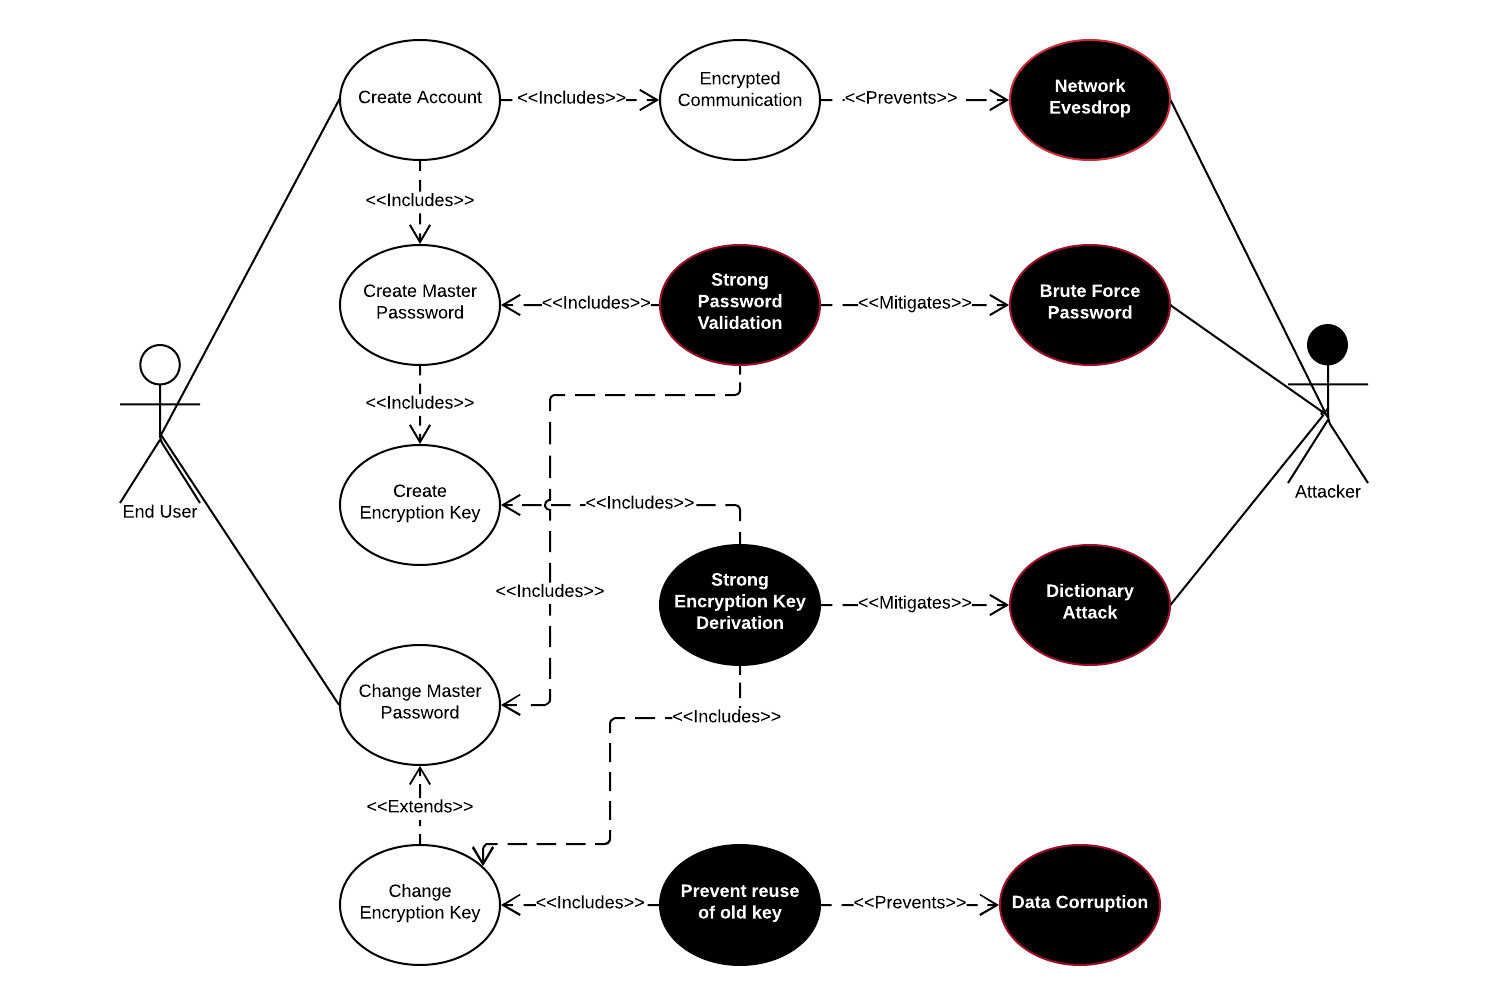 Create Account
<<Includes>>
Encrypted
Communication
<<Prevents>>
Network
Evesdrop
<<Includes>>
Create Master
Passsword
<<Includes>>
Strong
Password
Validation
<<Mitigates>>
Brute Force
Password
<<Includes>>
Create
Encryption Key
<<Includes>>
End User
Attacker
<<Includes>>
Strong
Encryption Key
Derivation
<<Mitigates>>
Dictionary
Attack
Change Master
Password
<<Includes>>
<<Extends>>
Change
Encryption Key
<<Includes>>
Prevent reuse
of old key
<<Prevents>>
Data Corruption